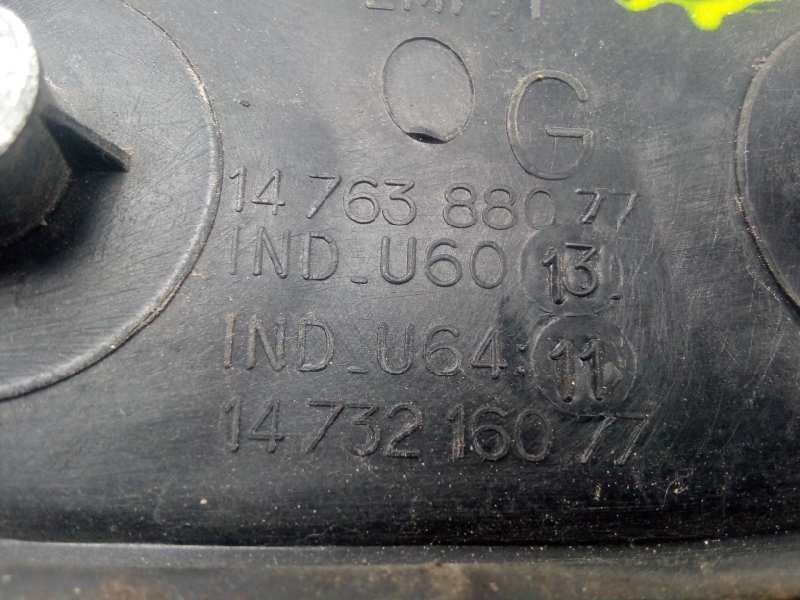 G
14 763 880 77
IND_U60 13
IND_U64: 11
14 732 160 77